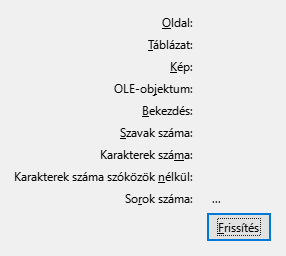 Oldal:
Táblázat:
Kép:
OLE-objektum:
Bekezdés:
Szavak száma:
Karakterek száma:
Karakterek száma szóközök nélkül:
Sorok száma: ...
Frissítés